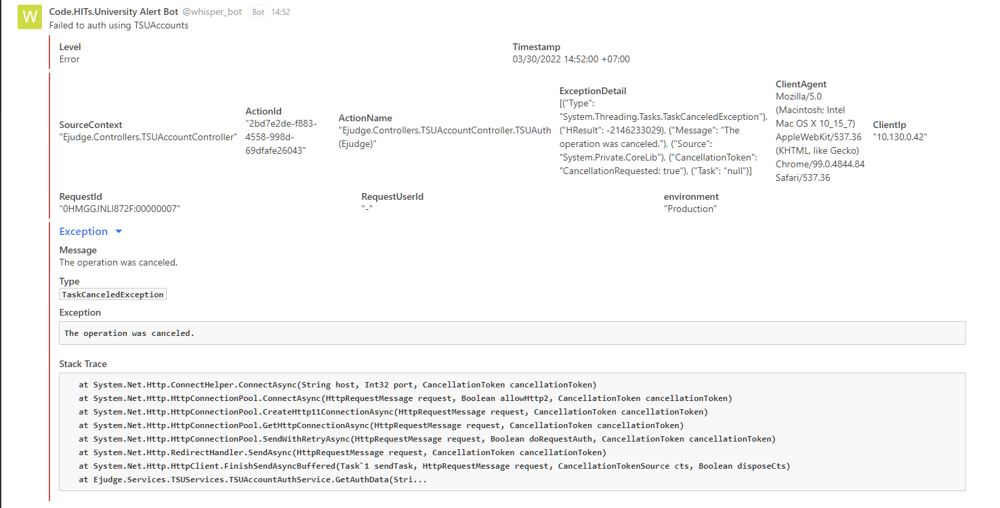 W
Code.HITs.University Alert Bot @whisper_bot Bot 14:52
Failed to auth using TSUAccounts
Level
Error
Timestamp
03/30/2022 14:52:00 +07:00
SourceContext
"Ejudge.Controllers.TSUAccountController"
ActionId
"2bd7e2de-f883-
4558-998d-
69dfafe26043"
ActionName
"Ejudge.Controllers.TSUAccountController.TSUAuth
(Ejudge)"
ExceptionDetail
[("Type":
"System.Threading.Tasks.TaskCanceledException"),
("HResult": -2146233029), ("Message": "The
operation was canceled."), ("Source":
"System.Private.CoreLib"), ("CancellationToken":
"CancellationRequested: true"), ("Task": "null")]
ClientAgent
Mozilla/5.0
(Macintosh; Intel
Mac OS X 10_15_7)
AppleWebKit/537.36
(KHTML, like Gecko)
Chrome/99.0.4844.84
Safari/537.36
ClientIp
"10.130.0.42"
RequestId
"0HMGGJNLI872F:00000007"
RequestUserId
"-"
environment
"Production"
Exception
Message
The operation was canceled.
Type
TaskCanceledException
Exception
The operation was canceled.
Stack Trace
at System.Net.Http.ConnectHelper.ConnectAsync(String host, Int32 port, CancellationToken cancellationToken)
at System.Net.Http.HttpConnectionPool.ConnectAsync(HttpRequestMessage request, Boolean allowHttp2, CancellationToken cancellationToken)
at System.Net.Http.HttpConnectionPool.CreateHttp11ConnectionAsync(HttpRequestMessage request, CancellationToken cancellationToken)
at System.Net.Http.HttpConnectionPool.GetHttpConnectionAsync(HttpRequestMessage request, CancellationToken cancellationToken)
at System.Net.Http.HttpConnectionPool.SendWithRetryAsync(HttpRequestMessage request, Boolean doRequestAuth, CancellationToken cancellationToken)
at System.Net.Http.RedirectHandler.SendAsync(HttpRequestMessage request, CancellationToken cancellationToken)
at System.Net.Http.HttpClient.FinishSendAsyncBuffered(Task`1 sendTask, HttpRequestMessage request, CancellationTokenSource cts, Boolean disposeCts)
at Ejudge.Services.TSUServices.TSUAccountAuthService.GetAuthData(Stri...